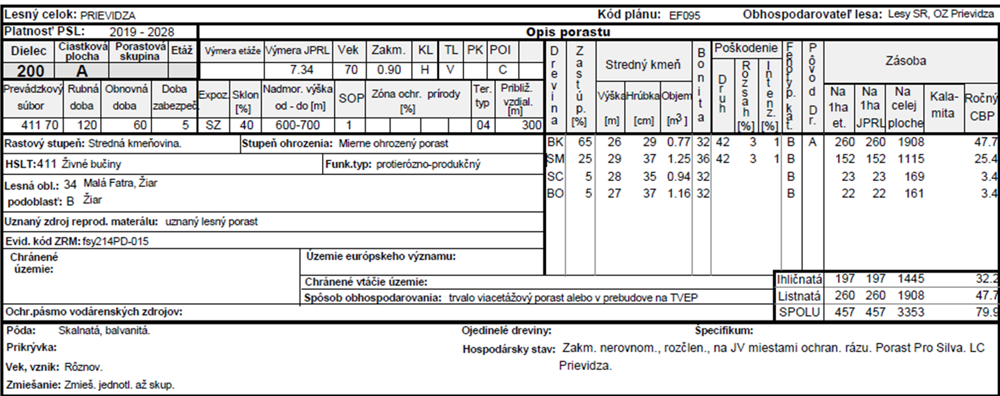 Lesný celok: PRIEVIDZA Kód plánu: EF095 Obhospodarovateľ lesa: Lesy SR, OZ Prievidza
Platnosť PSL: 2019 - 2028 Opis porastu
Dielec Ciastková plocha Porastová skupina Etáž Výmera etáže Výmera JPRL Vek Zakm. KL TL PK POI
200 A 7.34 70 0.90 H V C
Prevádzkový súbor Rubná doba Obnovná doba Doba zabezpeč. Expoz. Sklon [%] Nadmor. výška od - do [m] SOP Zóna ochr. prírody [%] Ter. typ Približ. vzdial. [m]
411 70 120 60 5 SZ 40 600-700 1 04 300
Drevina Zastúp. [%] Stredný kmeň Výška [m] Hrúbka [cm] Objem [m3] Bonita Poškodenie Druh Rozsah [%] Intenz. [%] Fenotyp. kat. Pôvod Dr. Zásoba Na 1ha et. Na 1ha JPRL Na celej ploche Kala- mita Ročný CBP
BK 65 26 29 0.77 32 42 3 1 B A 260 260 1908 47.7
SM 25 29 37 1.25 36 42 3 1 B 152 152 1115 25.4
SC 5 28 35 0.94 32 B 23 23 169 3.4
BO 5 27 37 1.16 32 B 22 22 161 3.4
Rastový stupeň: Stredná kmeňovina. Stupeň ohrozenia: Mierne ohrozený porast
HSLT: 411 Živné bučiny Funk.typ: protierózno-produkčný
Lesná obl.: 34 Malá Fatra, Žiar
podoblasť: B Žiar
Uznaný zdroj reprod. materálu: uznaný lesný porast
Evid. kód ZRM: fsy214PD-015
Chránené územie: Územie európskeho významu:
Chránené vtáčie územie:
Spôsob obhospodarovania: trvalo viacetážový porast alebo v prebudove na TVEP
Ihličnatá 197 197 1445 32.2
Listnatá 260 260 1908 47.7
SPOLU 457 457 3353 79.9
Ochr.pásmo vodárenských zdrojov:
Pôda: Skalnatá, balvanitá. Ojedinelé dreviny: Špecifikum:
Prikrývka: Hospodársky stav: Zakm. nerovnom., rozčlen., na JV miestami ochran. rázu. Porast Pro Silva. LC
Prievidza.
Vek, vznik: Rôznov.
Zmiešanie: Zmieš. jednotl. až skup.